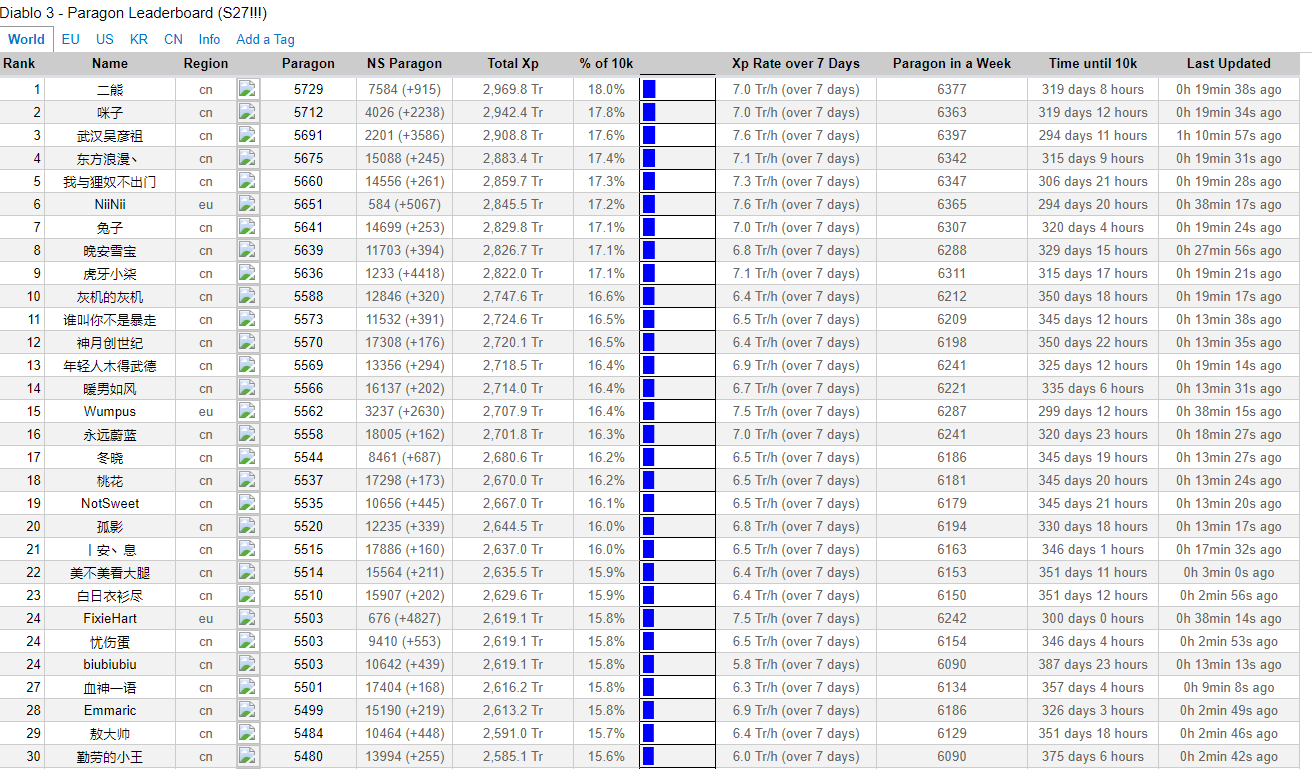 Diablo 3 - Paragon Leaderboard (S27!!!)
World EU US KR CN Info Add a Tag
Rank Name Region Paragon NS Paragon Total Xp % of 10k Xp Rate over 7 Days Paragon in a Week Time until 10k Last Updated
1 二熊 cn 5729 7584 (+915) 2,969.8 Tr 18.0% 7.0 Tr/h (over 7 days) 6377 319 days 8 hours 0h 19min 38s ago
2 咪子 cn 5712 4026 (+2238) 2,942.4 Tr 17.8% 7.0 Tr/h (over 7 days) 6363 319 days 12 hours 0h 19min 34s ago
3 武汉吴彦祖 cn 5691 2201 (+3586) 2,908.8 Tr 17.6% 7.6 Tr/h (over 7 days) 6397 294 days 11 hours 1h 10min 57s ago
4 东方浪漫丶 cn 5675 15088 (+245) 2,883.4 Tr 17.4% 7.1 Tr/h (over 7 days) 6342 315 days 9 hours 0h 19min 31s ago
5 我与狸奴不出门 cn 5660 14556 (+261) 2,859.7 Tr 17.3% 7.3 Tr/h (over 7 days) 6347 306 days 21 hours 0h 19min 28s ago
6 NiiNii eu 5651 584 (+5067) 2,845.5 Tr 17.2% 7.6 Tr/h (over 7 days) 6365 294 days 20 hours 0h 38min 17s ago
7 兔子 cn 5641 14699 (+253) 2,829.8 Tr 17.1% 7.0 Tr/h (over 7 days) 6307 320 days 4 hours 0h 19min 24s ago
8 晚安雪宝 cn 5639 11703 (+394) 2,826.7 Tr 17.1% 6.8 Tr/h (over 7 days) 6288 329 days 15 hours 0h 27min 56s ago
9 虎牙小柒 cn 5636 1233 (+4418) 2,822.0 Tr 17.1% 7.1 Tr/h (over 7 days) 6311 315 days 17 hours 0h 19min 21s ago
10 灰机的灰机 cn 5588 12846 (+320) 2,747.6 Tr 16.6% 6.4 Tr/h (over 7 days) 6212 350 days 18 hours 0h 19min 17s ago
11 谁叫你不是暴走 cn 5573 11532 (+391) 2,724.6 Tr 16.5% 6.5 Tr/h (over 7 days) 6209 345 days 12 hours 0h 13min 38s ago
12 神月创世纪 cn 5570 17308 (+176) 2,720.1 Tr 16.5% 6.4 Tr/h (over 7 days) 6198 350 days 22 hours 0h 13min 35s ago
13 年轻人木得武德 cn 5569 13356 (+294) 2,718.5 Tr 16.4% 6.9 Tr/h (over 7 days) 6241 325 days 12 hours 0h 19min 14s ago
14 暖男如风 cn 5566 16137 (+202) 2,714.0 Tr 16.4% 6.7 Tr/h (over 7 days) 6221 335 days 6 hours 0h 13min 31s ago
15 Wumpus eu 5562 3237 (+2630) 2,707.9 Tr 16.4% 7.5 Tr/h (over 7 days) 6287 299 days 12 hours 0h 38min 15s ago
16 永远蔚蓝 cn 5558 18005 (+162) 2,701.8 Tr 16.3% 7.0 Tr/h (over 7 days) 6241 320 days 23 hours 0h 18min 27s ago
17 冬晓 cn 5544 8461 (+687) 2,680.6 Tr 16.2% 6.5 Tr/h (over 7 days) 6186 345 days 19 hours 0h 13min 27s ago
18 桃花 cn 5537 17298 (+173) 2,670.0 Tr 16.2% 6.5 Tr/h (over 7 days) 6181 345 days 20 hours 0h 13min 24s ago
19 NotSweet cn 5535 10656 (+445) 2,667.0 Tr 16.1% 6.5 Tr/h (over 7 days) 6179 345 days 21 hours 0h 13min 20s ago
20 孤影 cn 5520 12235 (+339) 2,644.5 Tr 16.0% 6.8 Tr/h (over 7 days) 6194 330 days 18 hours 0h 13min 17s ago
21 丨安丶息 cn 5515 17886 (+160) 2,637.0 Tr 16.0% 6.5 Tr/h (over 7 days) 6163 346 days 1 hours 0h 17min 32s ago
22 美不美看大腿 cn 5514 15564 (+211) 2,635.5 Tr 15.9% 6.4 Tr/h (over 7 days) 6153 351 days 11 hours 0h 3min 0s ago
23 白日衣衫尽 cn 5510 15907 (+202) 2,629.6 Tr 15.9% 6.4 Tr/h (over 7 days) 6150 351 days 12 hours 0h 2min 56s ago
24 FixieHart eu 5503 676 (+4827) 2,619.1 Tr 15.8% 7.5 Tr/h (over 7 days) 6242 300 days 0 hours 0h 38min 14s ago
24 忧伤蛋 cn 5503 9410 (+553) 2,619.1 Tr 15.8% 6.5 Tr/h (over 7 days) 6154 346 days 4 hours 0h 2min 53s ago
24 biubiubiu cn 5503 10642 (+439) 2,619.1 Tr 15.8% 5.8 Tr/h (over 7 days) 6090 387 days 23 hours 0h 13min 13s ago
27 血神一语 cn 5501 17404 (+168) 2,616.2 Tr 15.8% 6.3 Tr/h (over 7 days) 6134 357 days 4 hours 0h 9min 8s ago
28 Emmaric cn 5499 15190 (+219) 2,613.2 Tr 15.8% 6.9 Tr/h (over 7 days) 6186 326 days 3 hours 0h 2min 49s ago
29 敖大帅 cn 5484 10464 (+448) 2,591.0 Tr 15.7% 6.4 Tr/h (over 7 days) 6129 351 days 18 hours 0h 2min 46s ago
30 勤劳的小王 cn 5480 13994 (+255) 2,585.1 Tr 15.6% 6.0 Tr/h (over 7 days) 6090 375 days 6 hours 0h 2min 42s ago